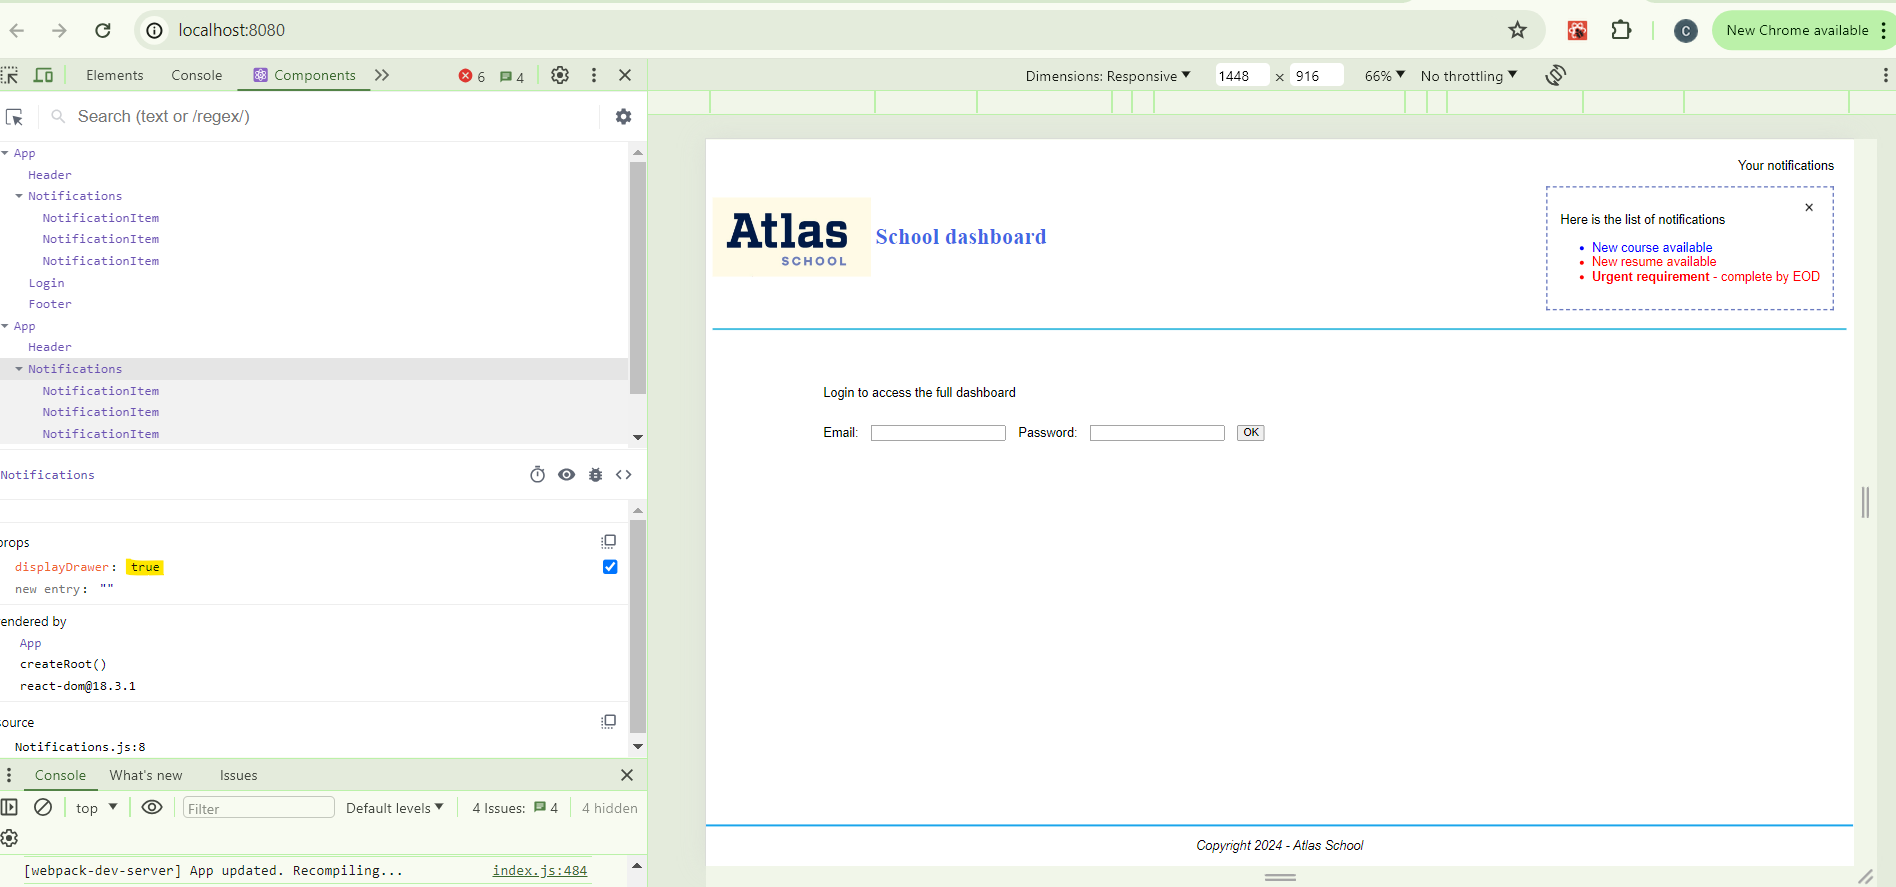 localhost:8080
C
New Chrome available
Elements
Console
Components
6
4
Dimensions: Responsive
1448 × 916
66%
No throttling
Search (text or /regex/)
App
Header
Notifications
NotificationItem
NotificationItem
NotificationItem
Login
Footer
App
Header
Notifications
NotificationItem
NotificationItem
NotificationItem
Notifications
props
displayDrawer: true
new entry: ""
rendered by
App
createRoot()
react-dom@18.3.1
source
Notifications.js:8
Console
What's new
Issues
top
Filter
Default levels
4 Issues:
4
4 hidden
[webpack-dev-server] App updated. Recompiling...
index.js:484
Your notifications
Atlas
SCHOOL
School dashboard
×
Here is the list of notifications
New course available
New resume available
Urgent requirement - complete by EOD
Login to access the full dashboard
Email:
Password:
OK
Copyright 2024 - Atlas School